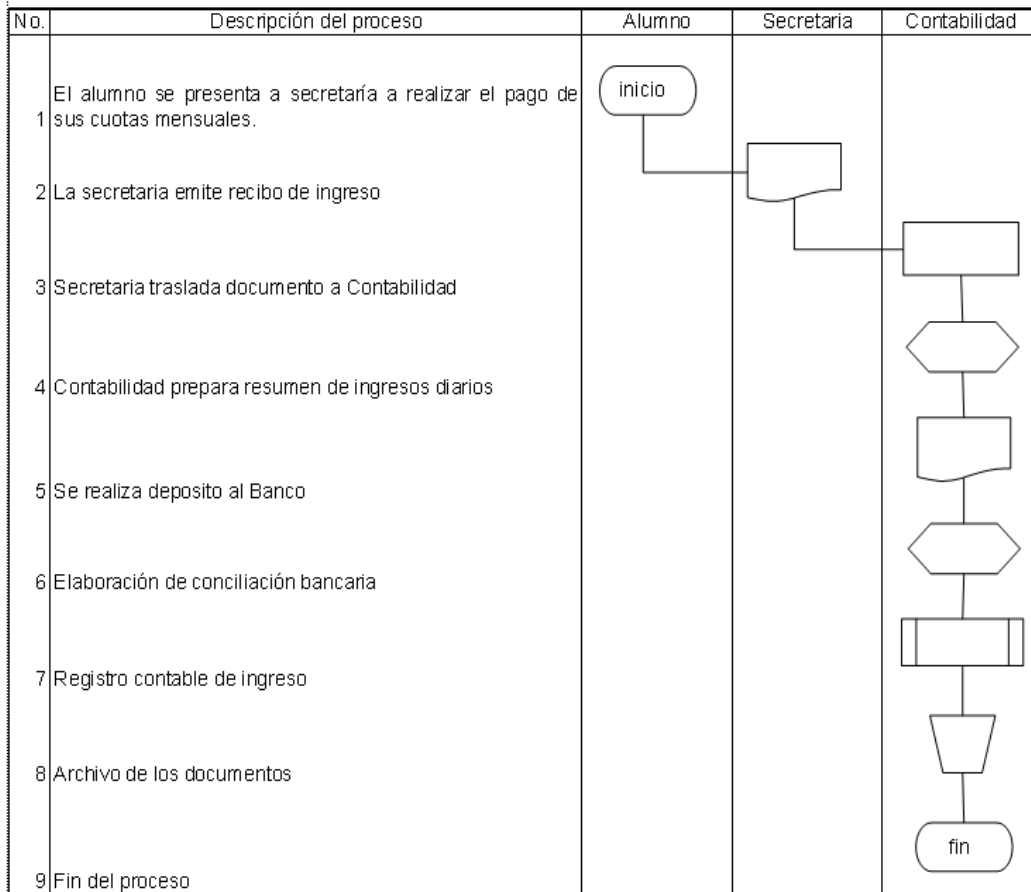 No. Descripción del proceso Alumno Secretaria Contabilidad
inicio
El alumno se presenta a secretaría a realizar el pago de
1 sus cuotas mensuales.
2 La secretaria emite recibo de ingreso
3 Secretaria traslada documento a Contabilidad
4 Contabilidad prepara resumen de ingresos diarios
5 Se realiza deposito al Banco
6 Elaboración de conciliación bancaria
7 Registro contable de ingreso
8 Archivo de los documentos
fin
9 Fin del proceso